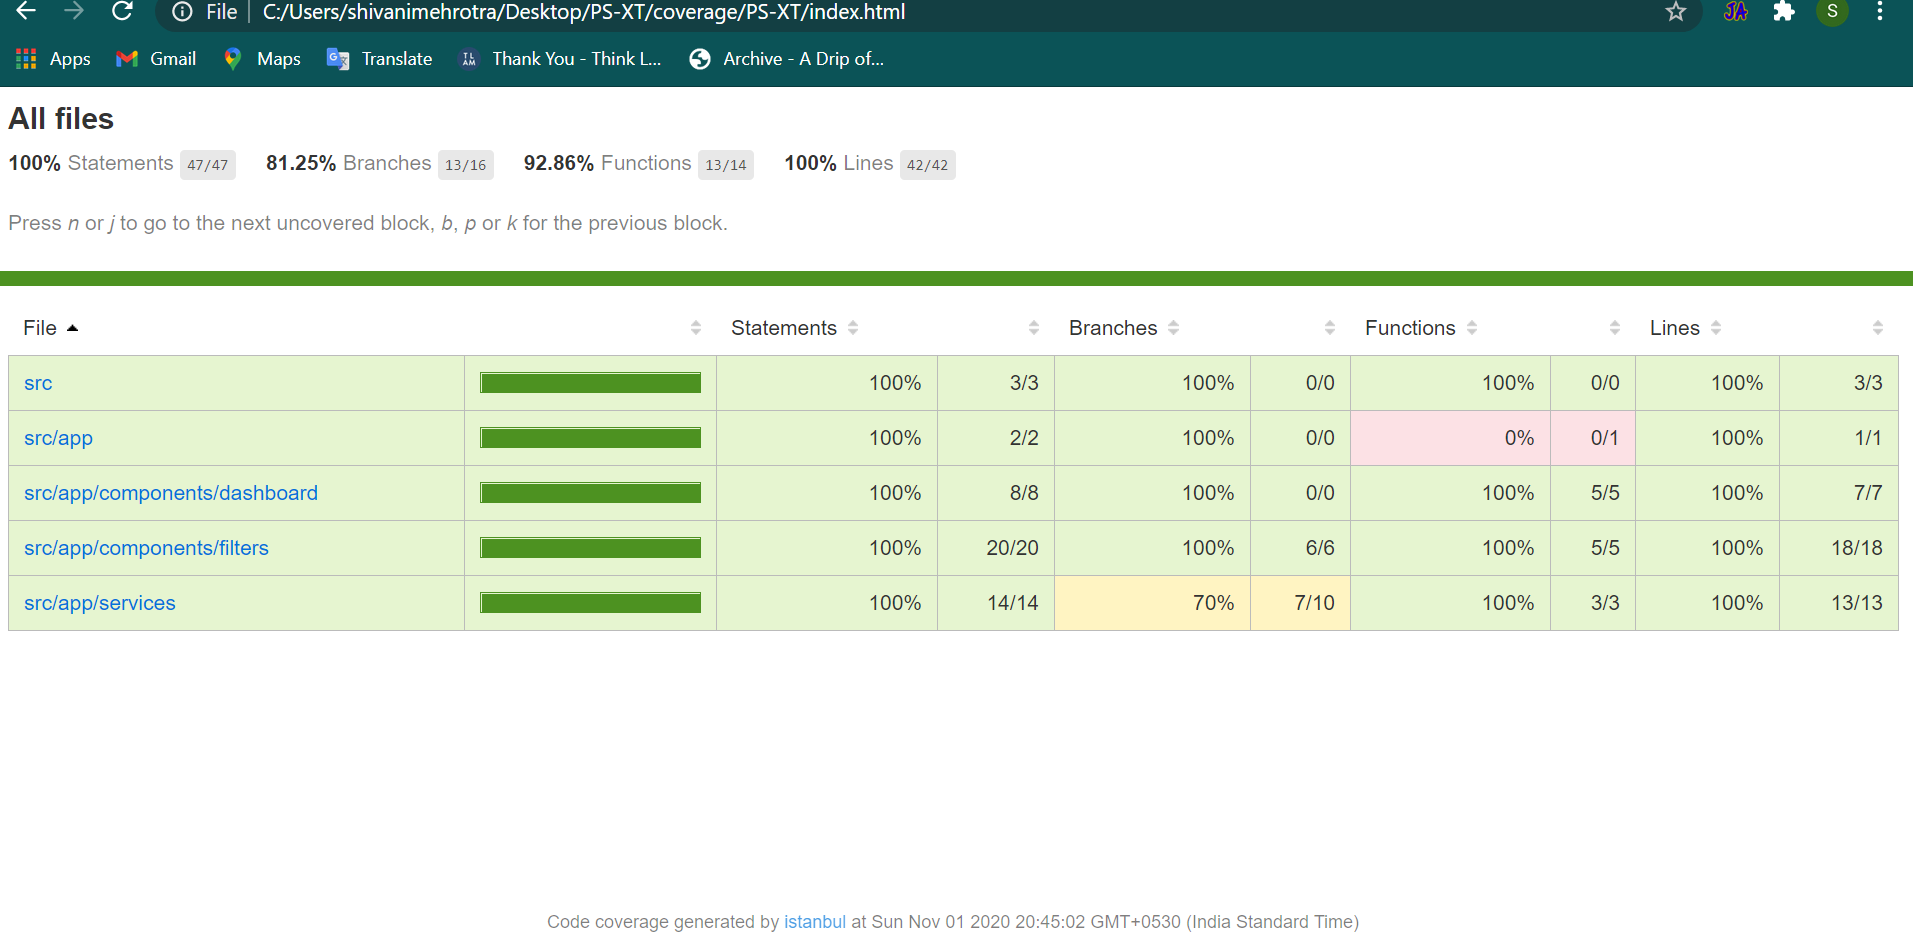 File C:/Users/shivanimehrotra/Desktop/PS-XT/coverage/PS-XT/index.html JA S
Apps Gmail Maps Translate TL AM Thank You - Think L... Archive - A Drip of...
All files
100% Statements 47/47 81.25% Branches 13/16 92.86% Functions 13/14 100% Lines 42/42
Press n or j to go to the next uncovered block, b, p or k for the previous block.
File Statements Branches Functions Lines
src 100% 3/3 100% 0/0 100% 0/0 100% 3/3
src/app 100% 2/2 100% 0/0 0% 0/1 100% 1/1
src/app/components/dashboard 100% 8/8 100% 0/0 100% 5/5 100% 7/7
src/app/components/filters 100% 20/20 100% 6/6 100% 5/5 100% 18/18
src/app/services 100% 14/14 70% 7/10 100% 3/3 100% 13/13
Code coverage generated by istanbul at Sun Nov 01 2020 20:45:02 GMT+0530 (India Standard Time)